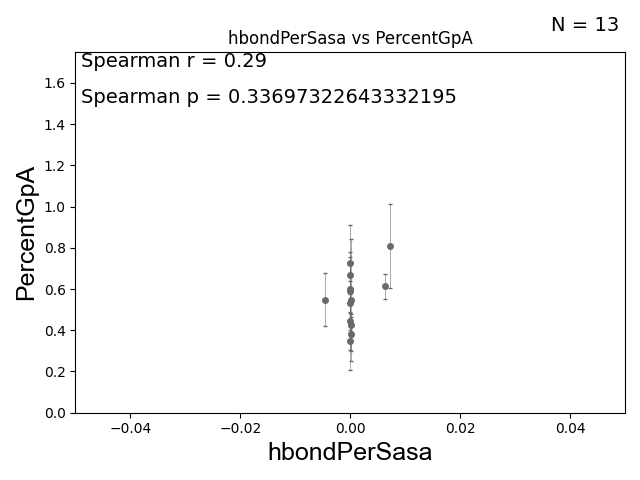 N = 13
hbondPerSasa vs PercentGpA
Spearman r = 0.29
Spearman p = 0.33697322643332195
PercentGpA
1.6
1.4
1.2
1.0
0.8
0.6
0.4
0.2
0.0
−0.04 −0.02 0.00 0.02 0.04
hbondPerSasa